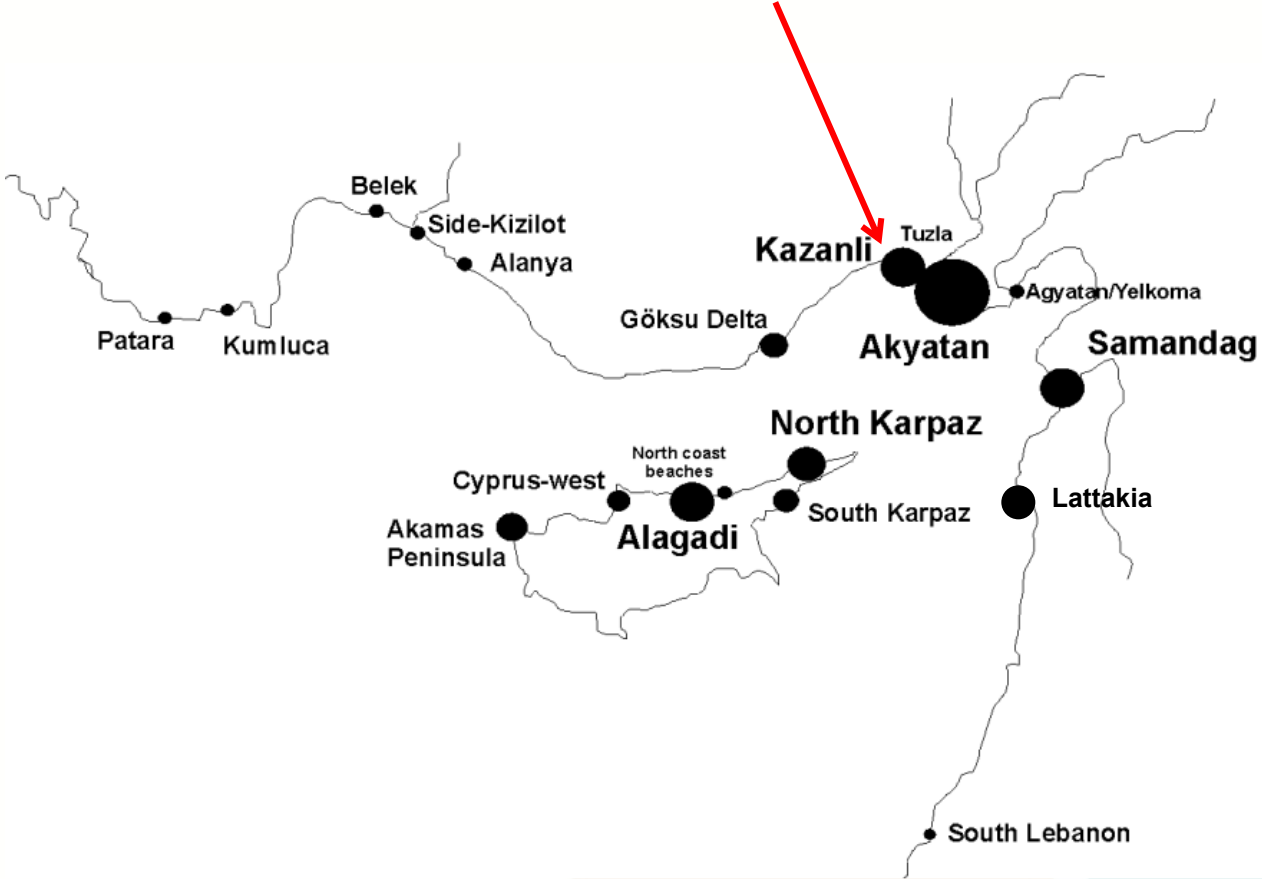 Belek
Side-Kizilot
Alanya
Tuzla
Kazanli
Agyatan/Yelkoma
Göksu Delta
Patara
Kumluca
Akyatan
Samandag
North Karpaz
North coast
beaches
Cyprus-west
Lattakia
South Karpaz
Akamas
Peninsula
Alagadi
South Lebanon